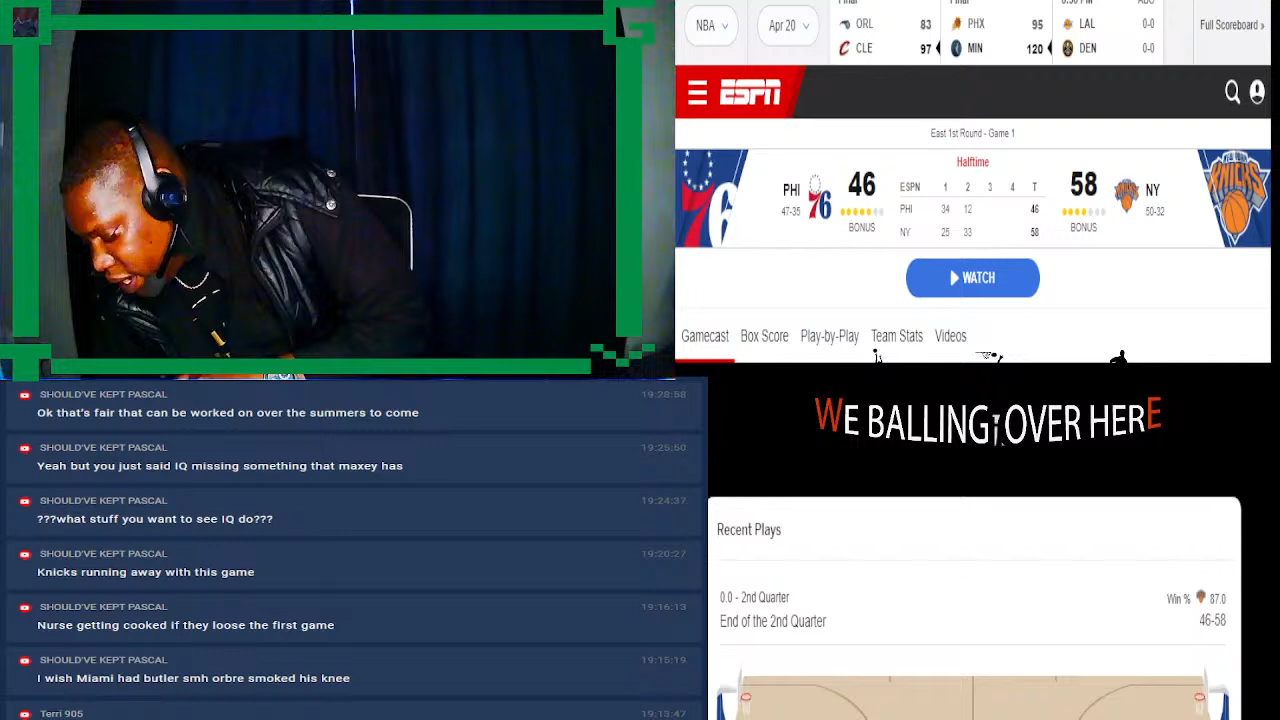 NBA
Apr 20
ORL 83
CLE 97
PHX 95
MIN 120
LAL 0-0
DEN 0-0
Full Scoreboard »
ESPN
East 1st Round - Game 1
76
PHI
47-35
76
46
BONUS
Halftime
ESPN 1 2 3 4 T
PHI 34 12 46
NY 25 33 58
58
BONUS
NY
50-32
KNICKS
WATCH
Gamecast Box Score Play-by-Play Team Stats Videos
SHOULD'VE KEPT PASCAL 19:28:58
Ok that's fair that can be worked on over the summers to come
SHOULD'VE KEPT PASCAL 19:25:50
Yeah but you just said IQ missing something that maxey has
SHOULD'VE KEPT PASCAL 19:24:37
???what stuff you want to see IQ do???
SHOULD'VE KEPT PASCAL 19:20:27
Knicks running away with this game
SHOULD'VE KEPT PASCAL 19:16:13
Nurse getting cooked if they loose the first game
SHOULD'VE KEPT PASCAL 19:15:19
I wish Miami had butler smh orbre smoked his knee
Terri 905 19:13:47
WE BALLING OVER HERE
Recent Plays
0.0 - 2nd Quarter
Win % 87.0
End of the 2nd Quarter
46-58